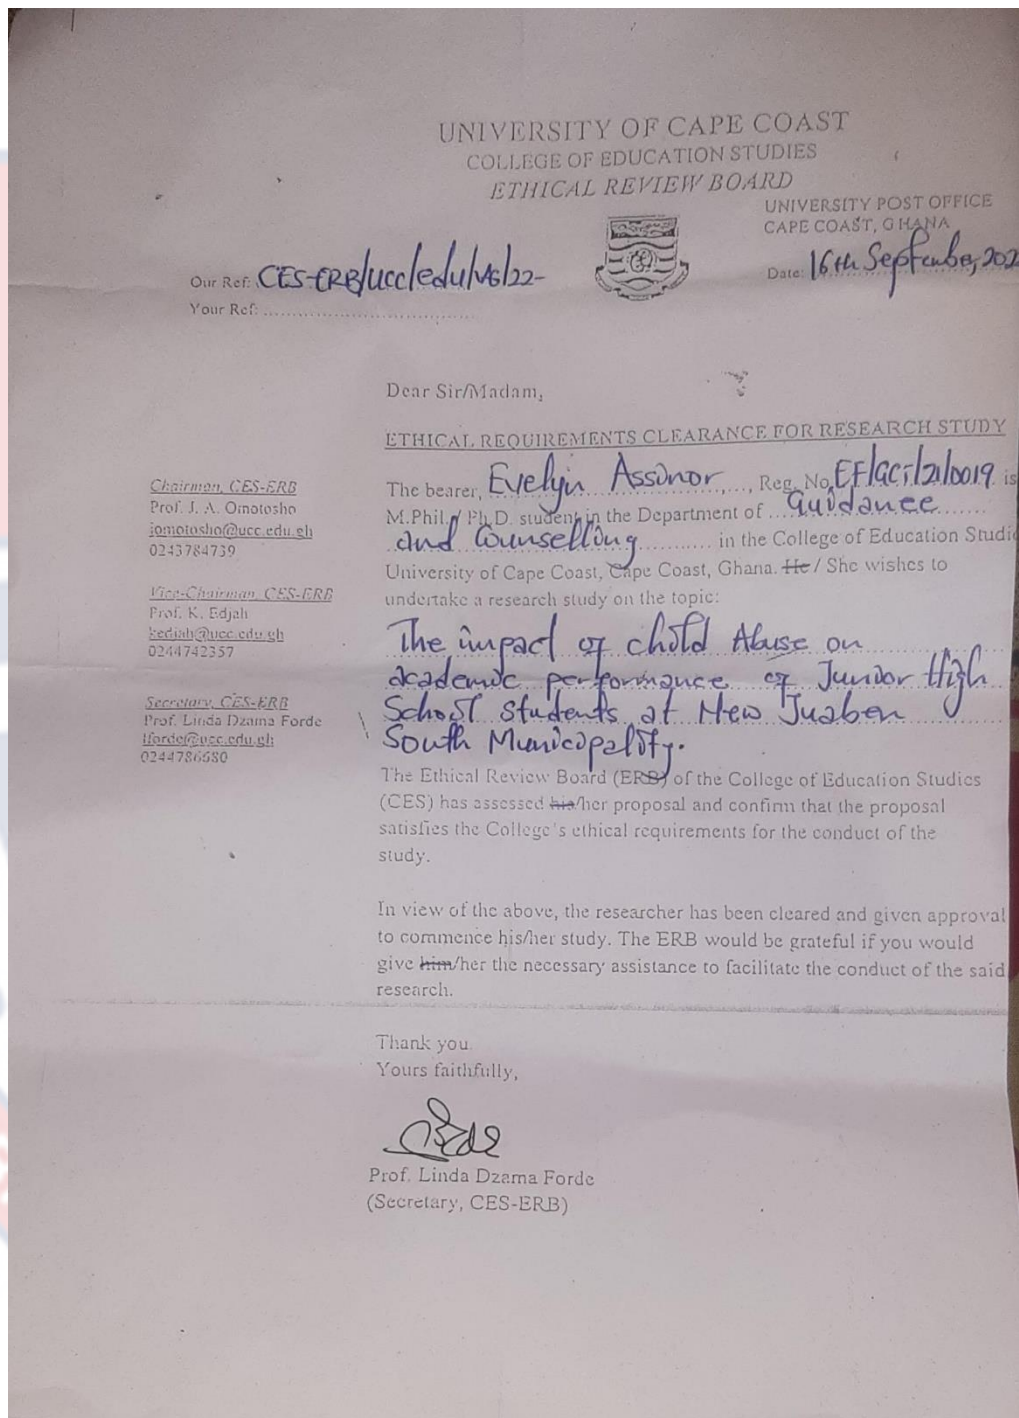 UNIVERSITY OF CAPE COAST
COLLEGE OF EDUCATION STUDIES
ETHICAL REVIEW BOARD
UNIVERSITY POST OFFICE
CAPE COAST, GHANA
Our Ref: CES-ERB/ucc/edu/V6/22-
Date: 16th September, 202
Your Ref:
Dear Sir/Madam,
ETHICAL REQUIREMENTS CLEARANCE FOR RESEARCH STUDY
Chairman, CES-ERB
Prof. J. A. Omotosho
jomotosho@ucc.edu.gh
0243784739
Vice-Chairman, CES-ERB
Prof. K. Edjah
kedjah@ucc.edu.gh
0244742357
Secretary, CES-ERB
Prof. Linda Dzama Forde
lforde@ucc.edu.gh
0244786680
The bearer, Evelyn Assonor, Reg. No. EF/GCT/21/0019 is
M.Phil. / Ph.D. student in the Department of Guidance
and Counselling in the College of Education Studi
University of Cape Coast, Cape Coast, Ghana. He / She wishes to
undertake a research study on the topic:
The impact of child Abuse on
academic performance of Junior High
School students at New Juaben
South Municipality.
The Ethical Review Board (ERB) of the College of Education Studies
(CES) has assessed his/her proposal and confirm that the proposal
satisfies the College's ethical requirements for the conduct of the
study.
In view of the above, the researcher has been cleared and given approval
to commence his/her study. The ERB would be grateful if you would
give him/her the necessary assistance to facilitate the conduct of the said
research.
Thank you.
Yours faithfully,
Prof. Linda Dzama Forde
(Secretary, CES-ERB)